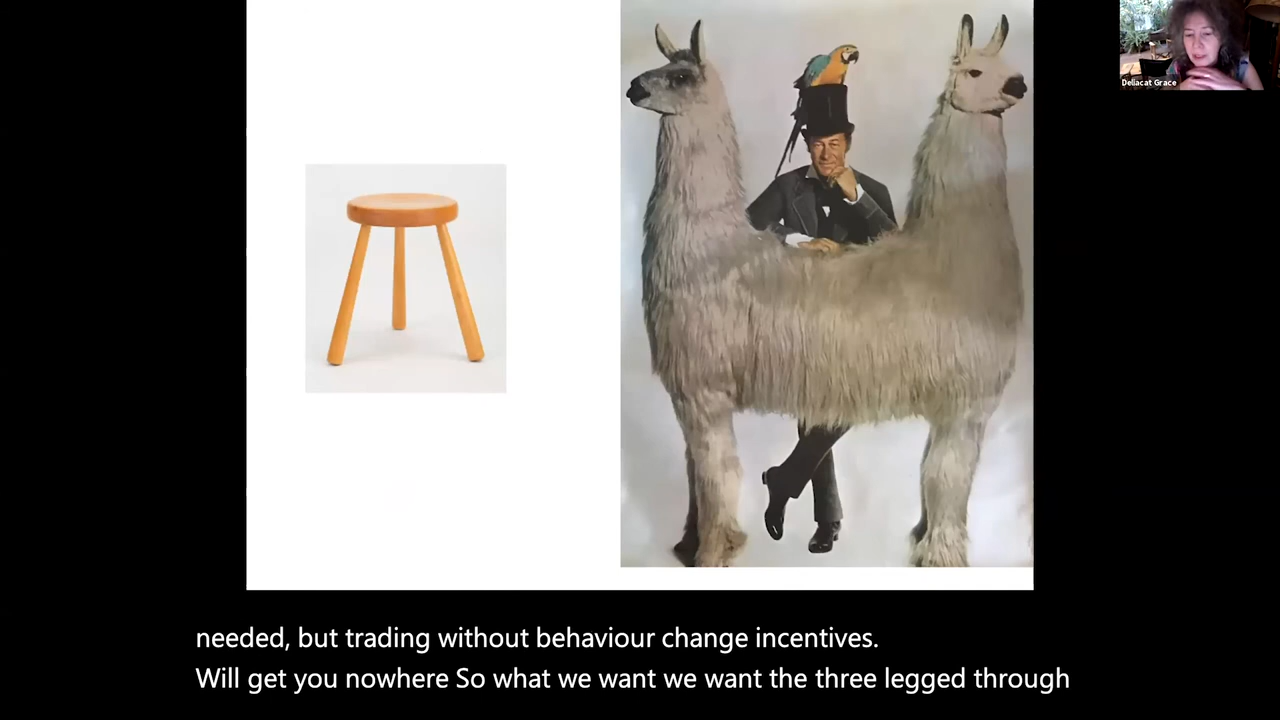 Deliacat Grace
needed, but trading without behaviour change incentives.
Will get you nowhere So what we want we want the three legged through